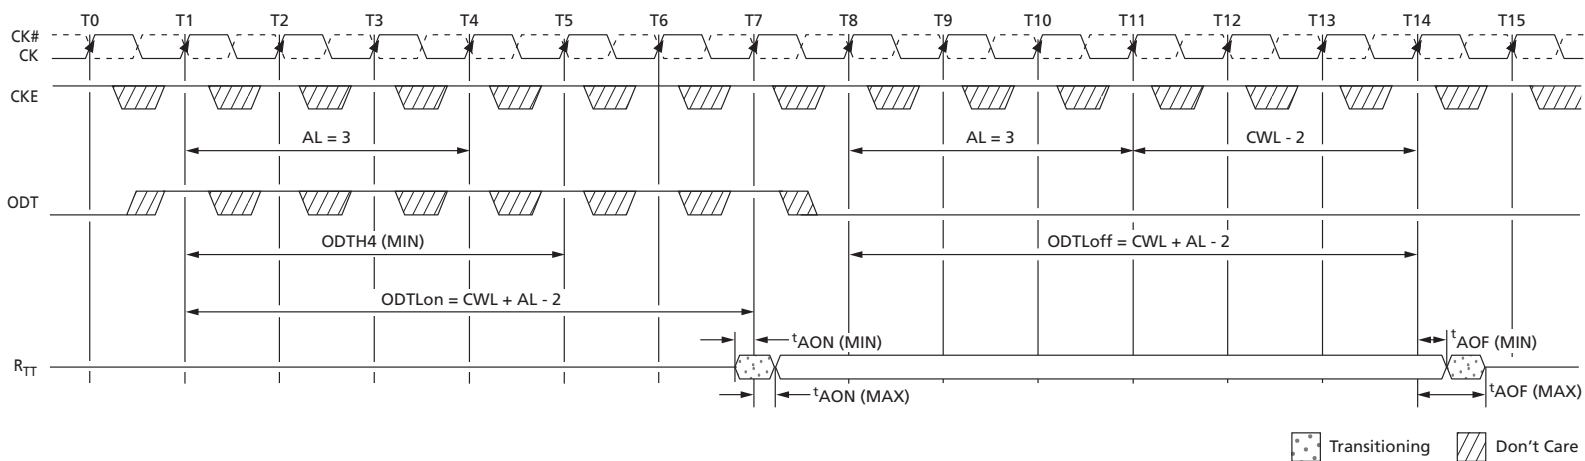 T0 T1 T2 T3 T4 T5 T6 T7 T8 T9 T10 T11 T12 T13 T14 T15
CK#
CK
CKE
AL = 3 AL = 3 CWL - 2
ODT
ODTH4 (MIN) ODTLoff = CWL + AL - 2
ODTLon = CWL + AL - 2
tAON (MIN) tAOF (MIN)
RTT
tAON (MAX) tAOF (MAX)
Transitioning Don't Care